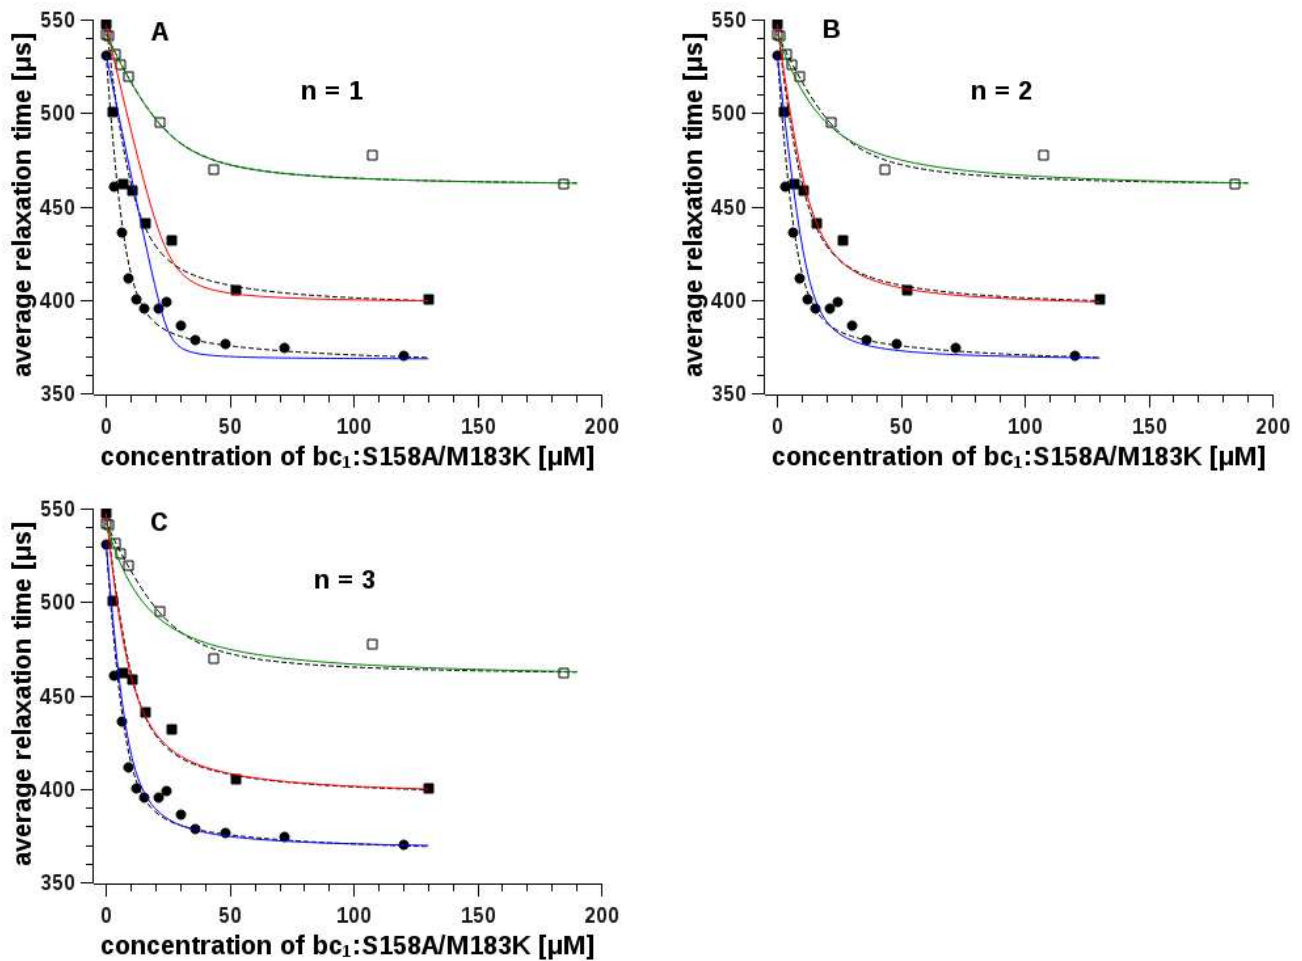 A
n = 1
average relaxation time [µs]
550
500
450
400
350
0 50 100 150 200
concentration of bc₁:S158A/M183K [µM]
B
n = 2
average relaxation time [µs]
550
500
450
400
350
0 50 100 150 200
concentration of bc₁:S158A/M183K [µM]
C
n = 3
average relaxation time [µs]
550
500
450
400
350
0 50 100 150 200
concentration of bc₁:S158A/M183K [µM]